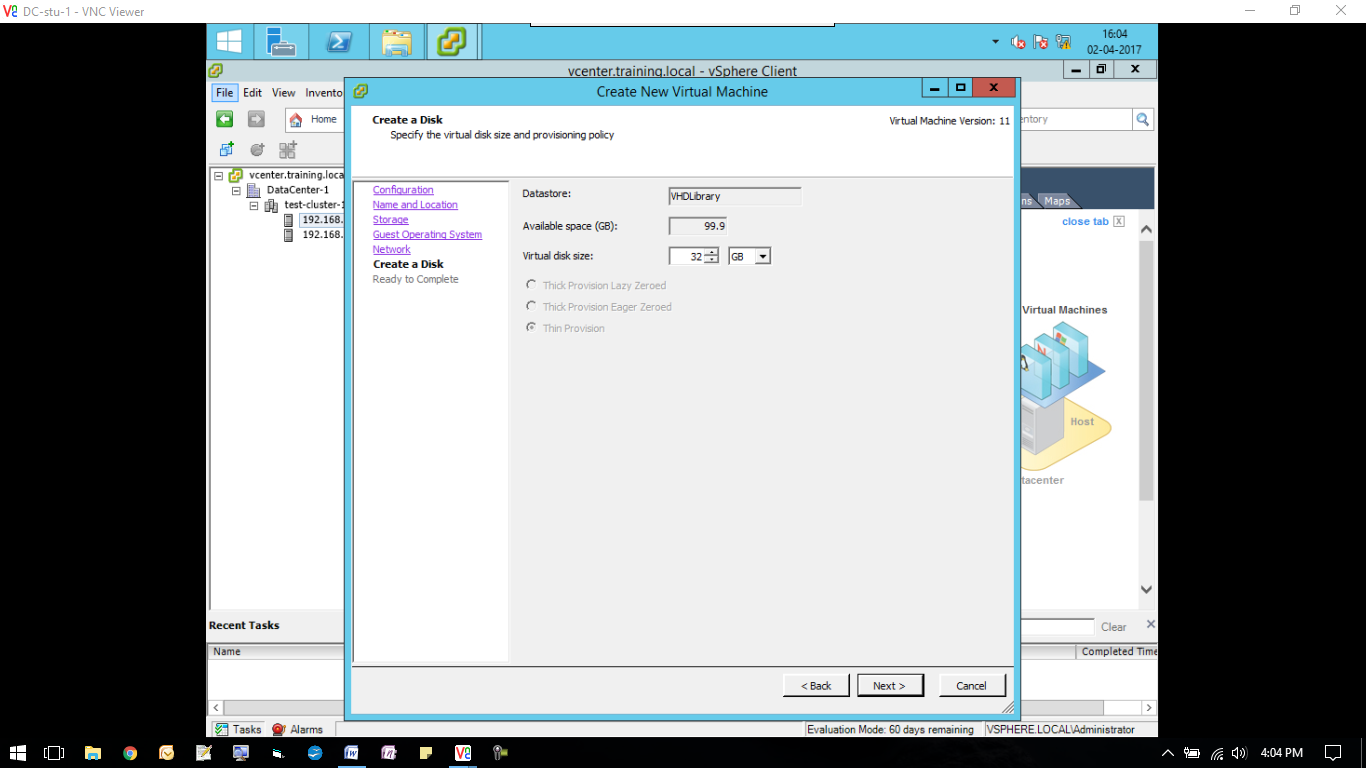 DC-stu-1 - VNC Viewer
16:04
02-04-2017
vcenter.training.local - vSphere Client
File Edit View Invento
Create New Virtual Machine
Home
entory
Create a Disk
Specify the virtual disk size and provisioning policy
Virtual Machine Version: 11
vcenter.training.loca
DataCenter-1
test-cluster-1
192.168.
192.168.
Configuration
Name and Location
Storage
Guest Operating System
Network
Create a Disk
Ready to Complete
Datastore: VHDLibrary
Available space (GB): 99.9
Virtual disk size: 32 GB
Thick Provision Lazy Zeroed
Thick Provision Eager Zeroed
Thin Provision
ns Maps
close tab X
Virtual Machines
Host
tacenter
Recent Tasks
Clear
Name
Completed Time
< Back Next > Cancel
Tasks Alarms
Evaluation Mode: 60 days remaining VSPHERE.LOCAL\Administrator
4:04 PM